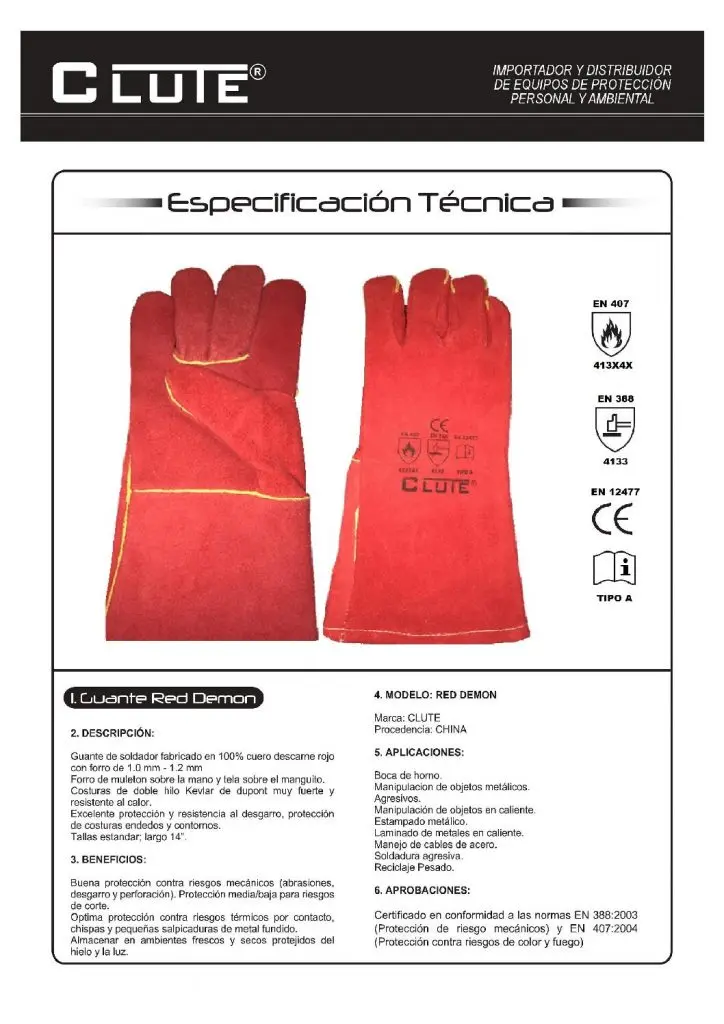 CLUTE®
IMPORTADOR Y DISTRIBUIDOR
DE EQUIPOS DE PROTECCIÓN
PERSONAL Y AMBIENTAL
Especificación Técnica
EN 407
413X4X
EN 388
4133
EN 12477
CE
i
TIPO A
CE
EN 388
EN 12477
4133
TIPO A
CLUTE®
1. Guante Red Demon
2. DESCRIPCIÓN:
Guante de soldador fabricado en 100% cuero descarne rojo
con forro de 1.0 mm - 1.2 mm
Forro de muleton sobre la mano y tela sobre el manguito.
Costuras de doble hilo Kevlar de dupont muy fuerte y
resistente al calor.
Excelente protección y resistencia al desgarro, protección
de costuras endedos y contornos.
Tallas estandar; largo 14".
3. BENEFICIOS:
Buena protección contra riesgos mecánicos (abrasiones,
desgarro y perforación). Protección media/baja para riesgos
de corte.
Optima protección contra riesgos térmicos por contacto,
chispas y pequeñas salpicaduras de metal fundido.
Almacenar en ambientes frescos y secos protejidos del
hielo y la luz.
4. MODELO: RED DEMON
Marca: CLUTE
Procedencia: CHINA
5. APLICACIONES:
Boca de horno.
Manipulacion de objetos metálicos.
Agresivos.
Manipulación de objetos en caliente.
Estampado metálico.
Laminado de metales en caliente.
Manejo de cables de acero.
Soldadura agresiva.
Reciclaje Pesado.
6. APROBACIONES:
Certificado en conformidad a las normas EN 388:2003
(Protección de riesgo mecánicos) y EN 407:2004
(Protección contra riesgos de color y fuego)